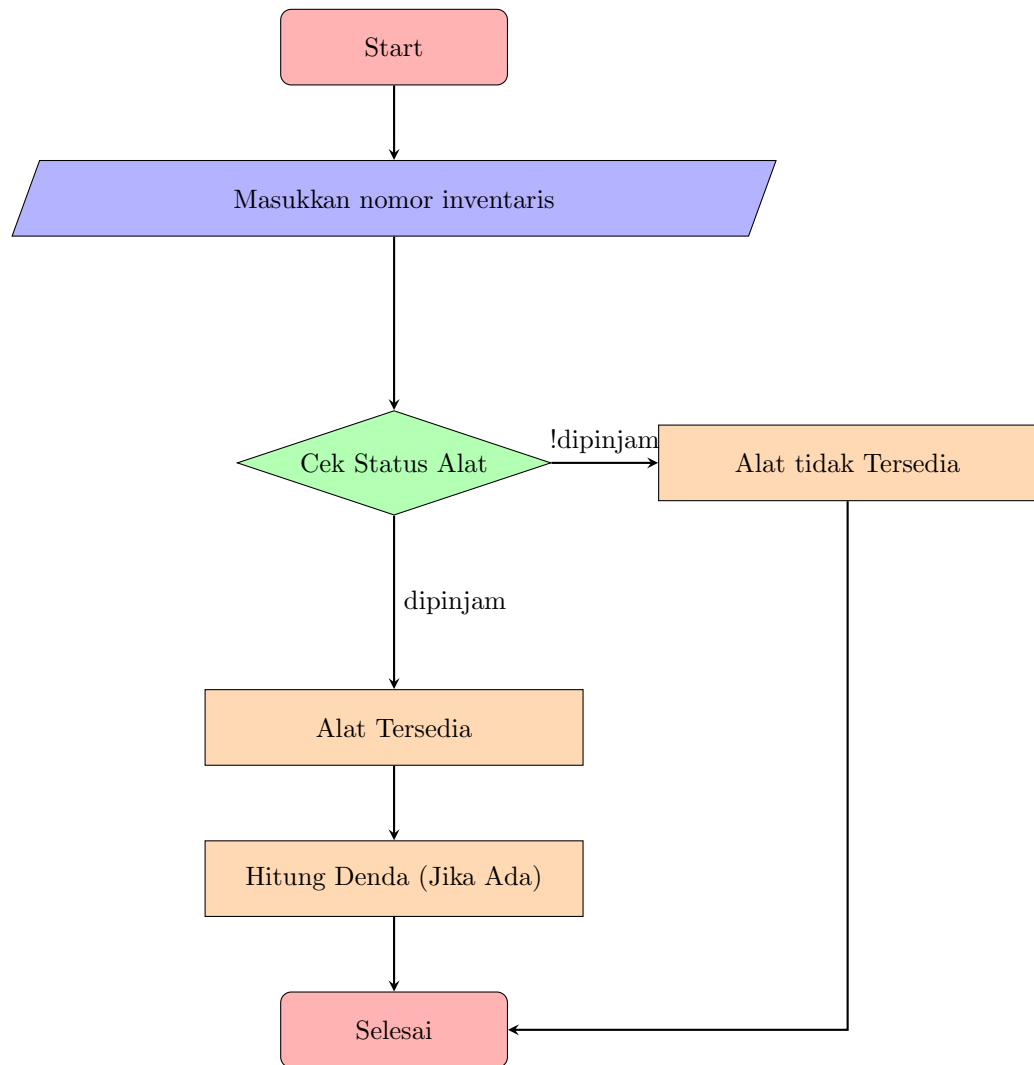 Start
Masukkan nomor inventaris
Cek Status Alat
!dipinjam
Alat tidak Tersedia
dipinjam
Alat Tersedia
Hitung Denda (Jika Ada)
Selesai